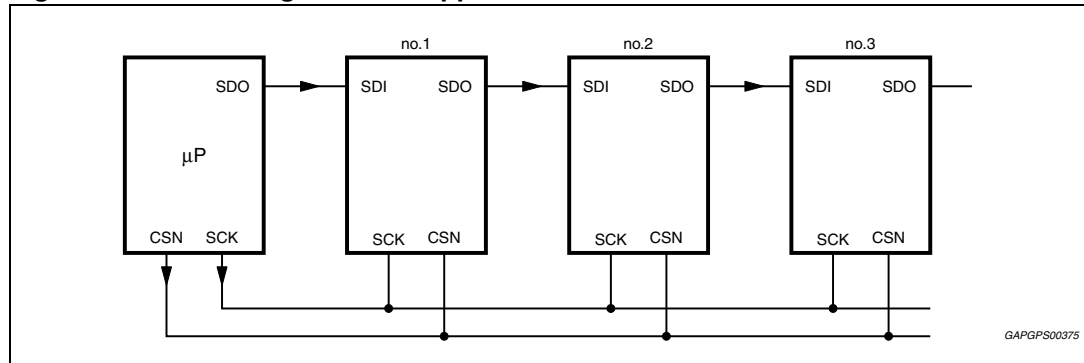 no.1 no.2 no.3
SDO SDI SDO SDI SDO SDI SDO
μP
CSN SCK SCK CSN SCK CSN SCK CSN
GAPGPS00375